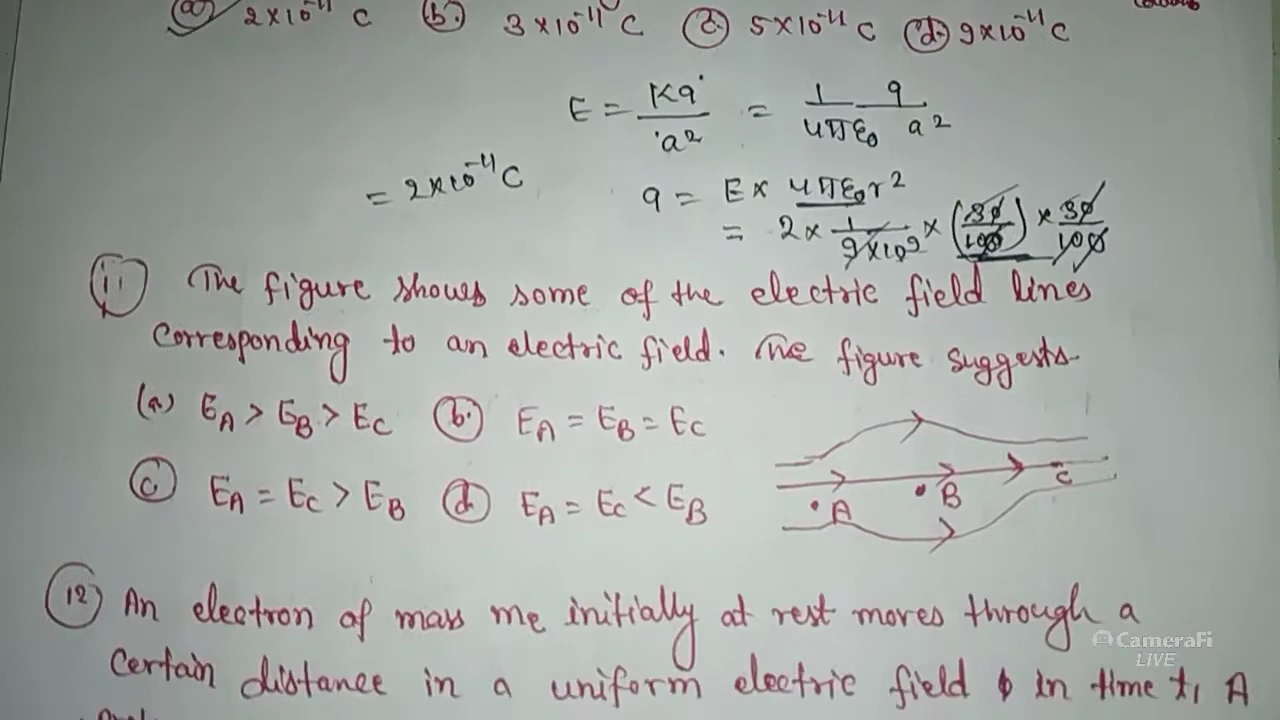 (a) 2×10⁻¹¹ C (b.) 3×10⁻¹¹ C (c.) 5×10⁻¹¹ C (d.) 9×10⁻¹¹ C
E = Kq/a² = 1/4πε₀ q/a²
= 2×10⁻¹¹ C
q = E × 4πε₀r²
= 2 × 1/9×10⁹ × (30/100) × 30/100
11 The figure shows some of the electric field lines
corresponding to an electric field. The figure suggests-
(a) E_A > E_B > E_C (b.) E_A = E_B = E_C
(c) E_A = E_C > E_B (d.) E_A = E_C < E_B
A B C
12 An electron of mass me initially at rest moves through a
certain distance in a uniform electric field in time t₁ A
CameraFi
LIVE